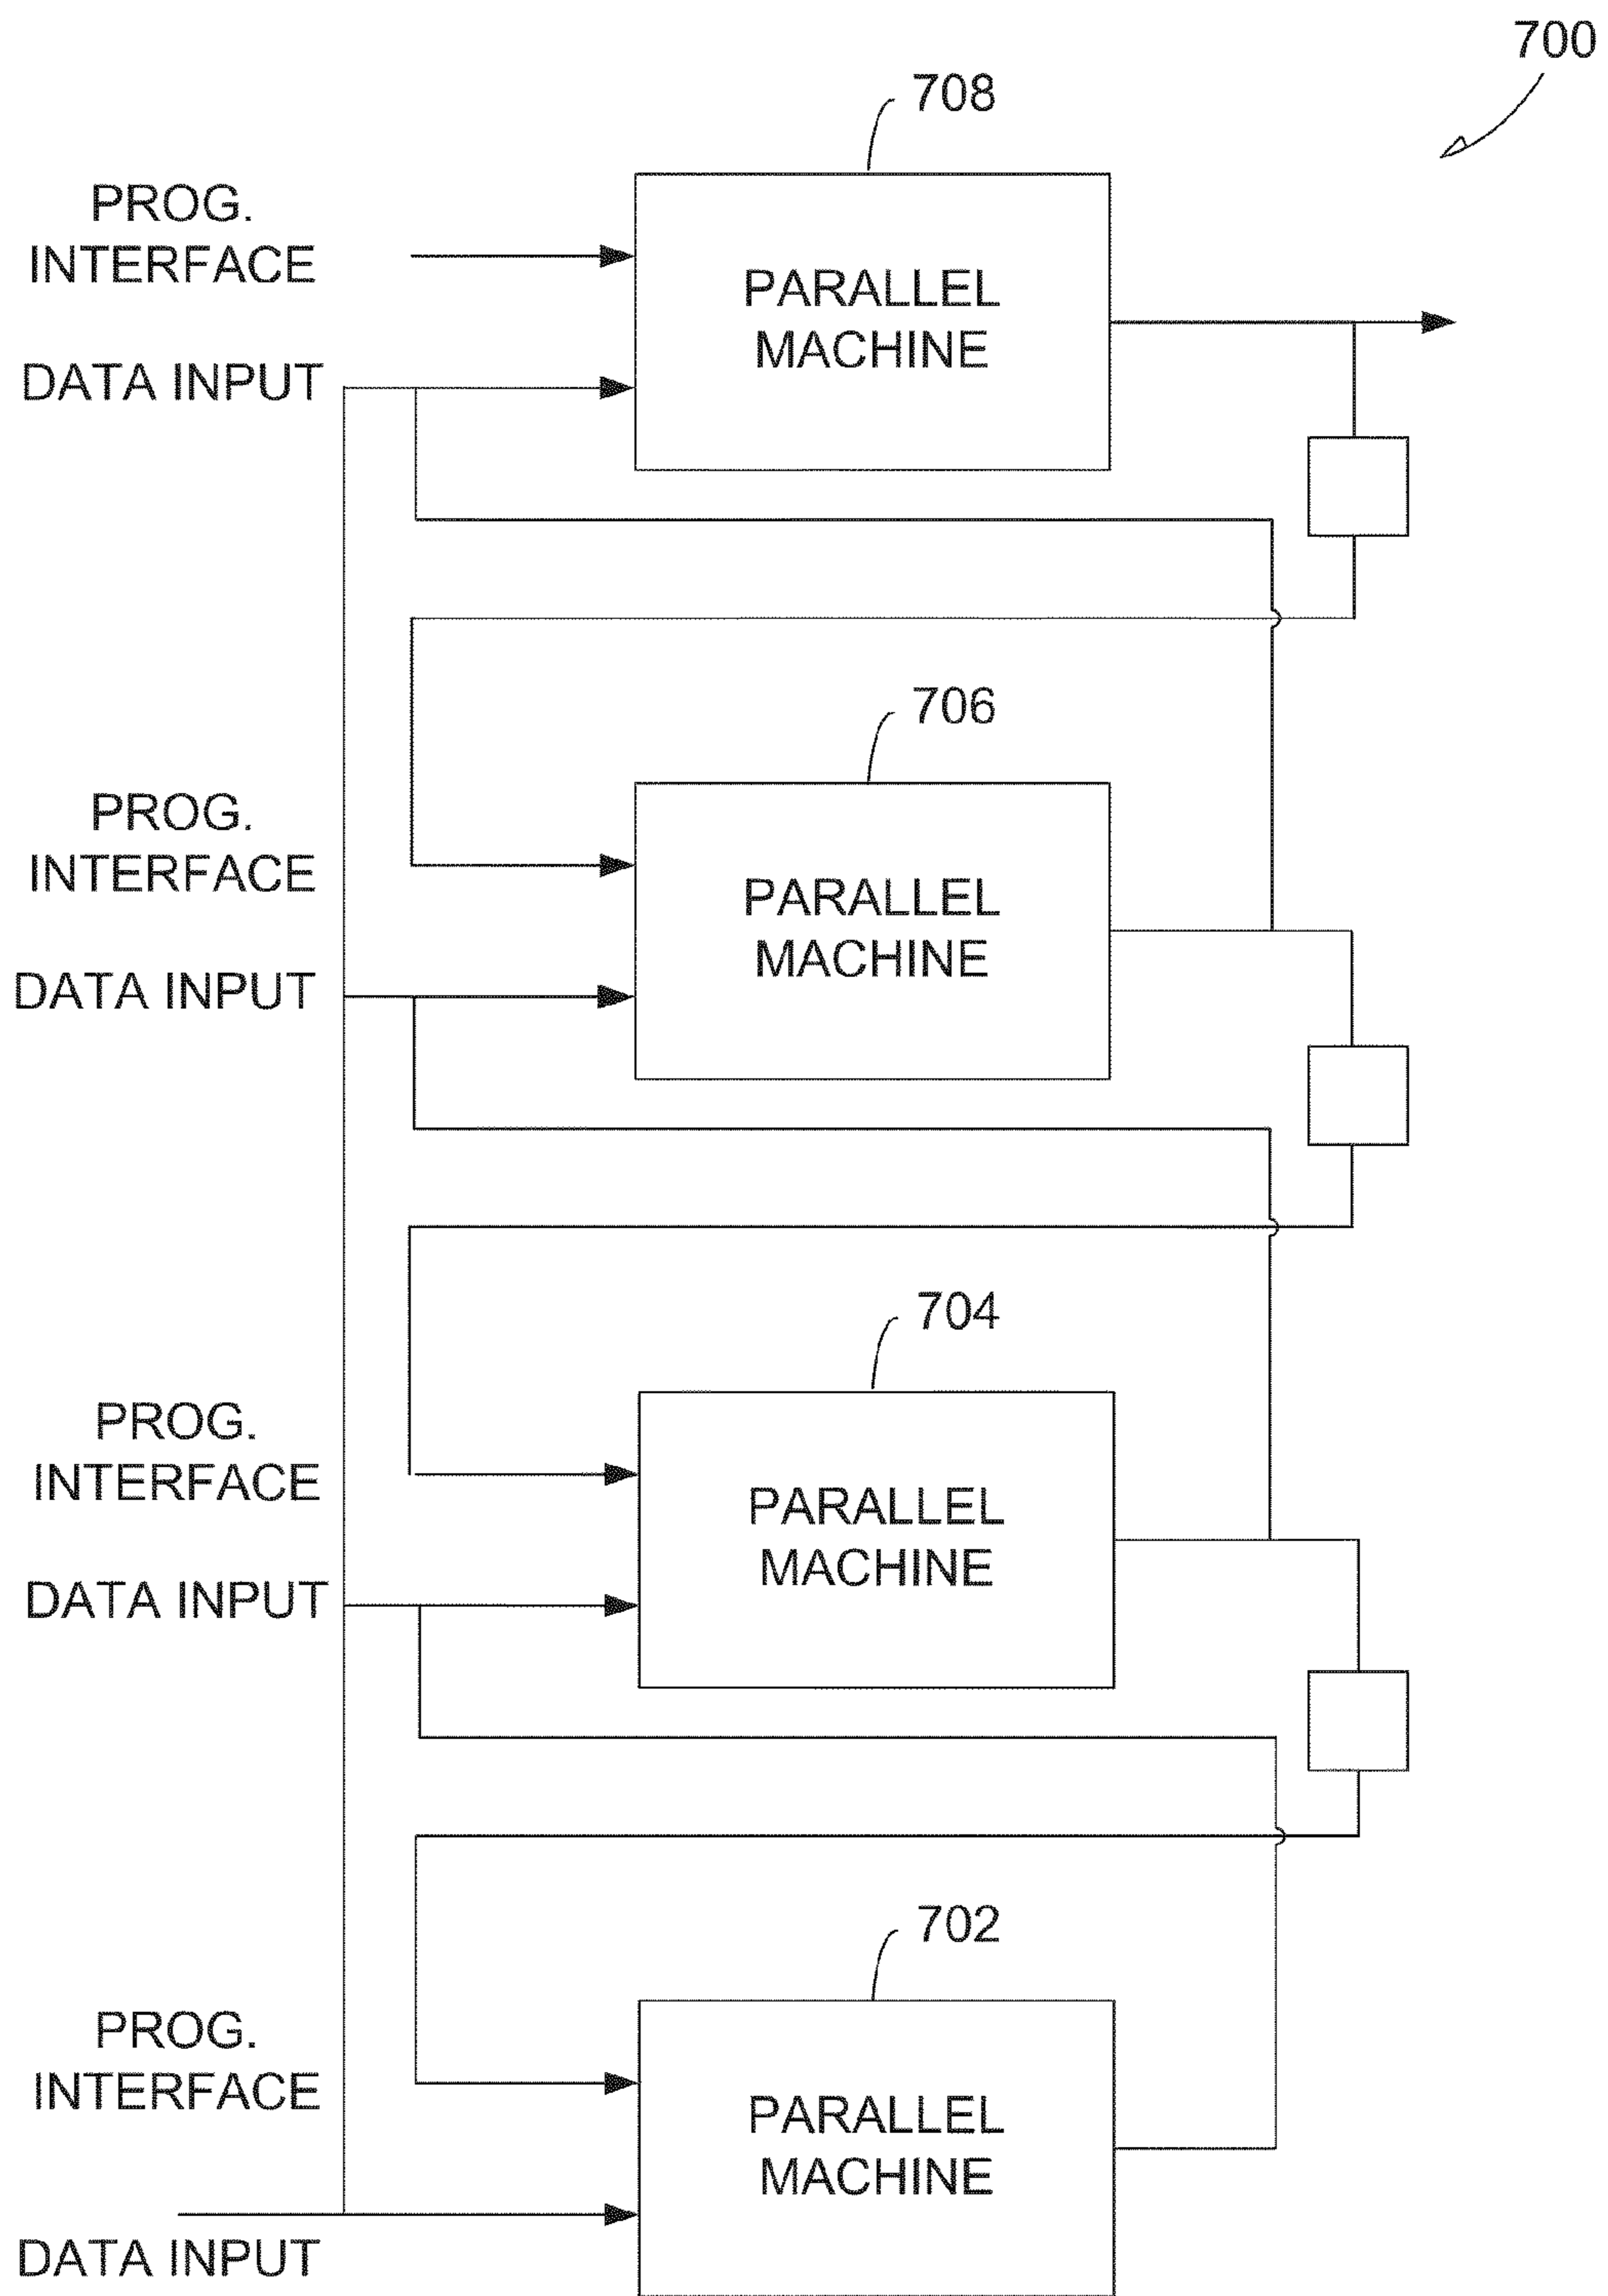 700
708
PROG.
INTERFACE
DATA INPUT
PARALLEL
MACHINE
706
PROG.
INTERFACE
DATA INPUT
PARALLEL
MACHINE
704
PROG.
INTERFACE
DATA INPUT
PARALLEL
MACHINE
702
PROG.
INTERFACE
DATA INPUT
PARALLEL
MACHINE